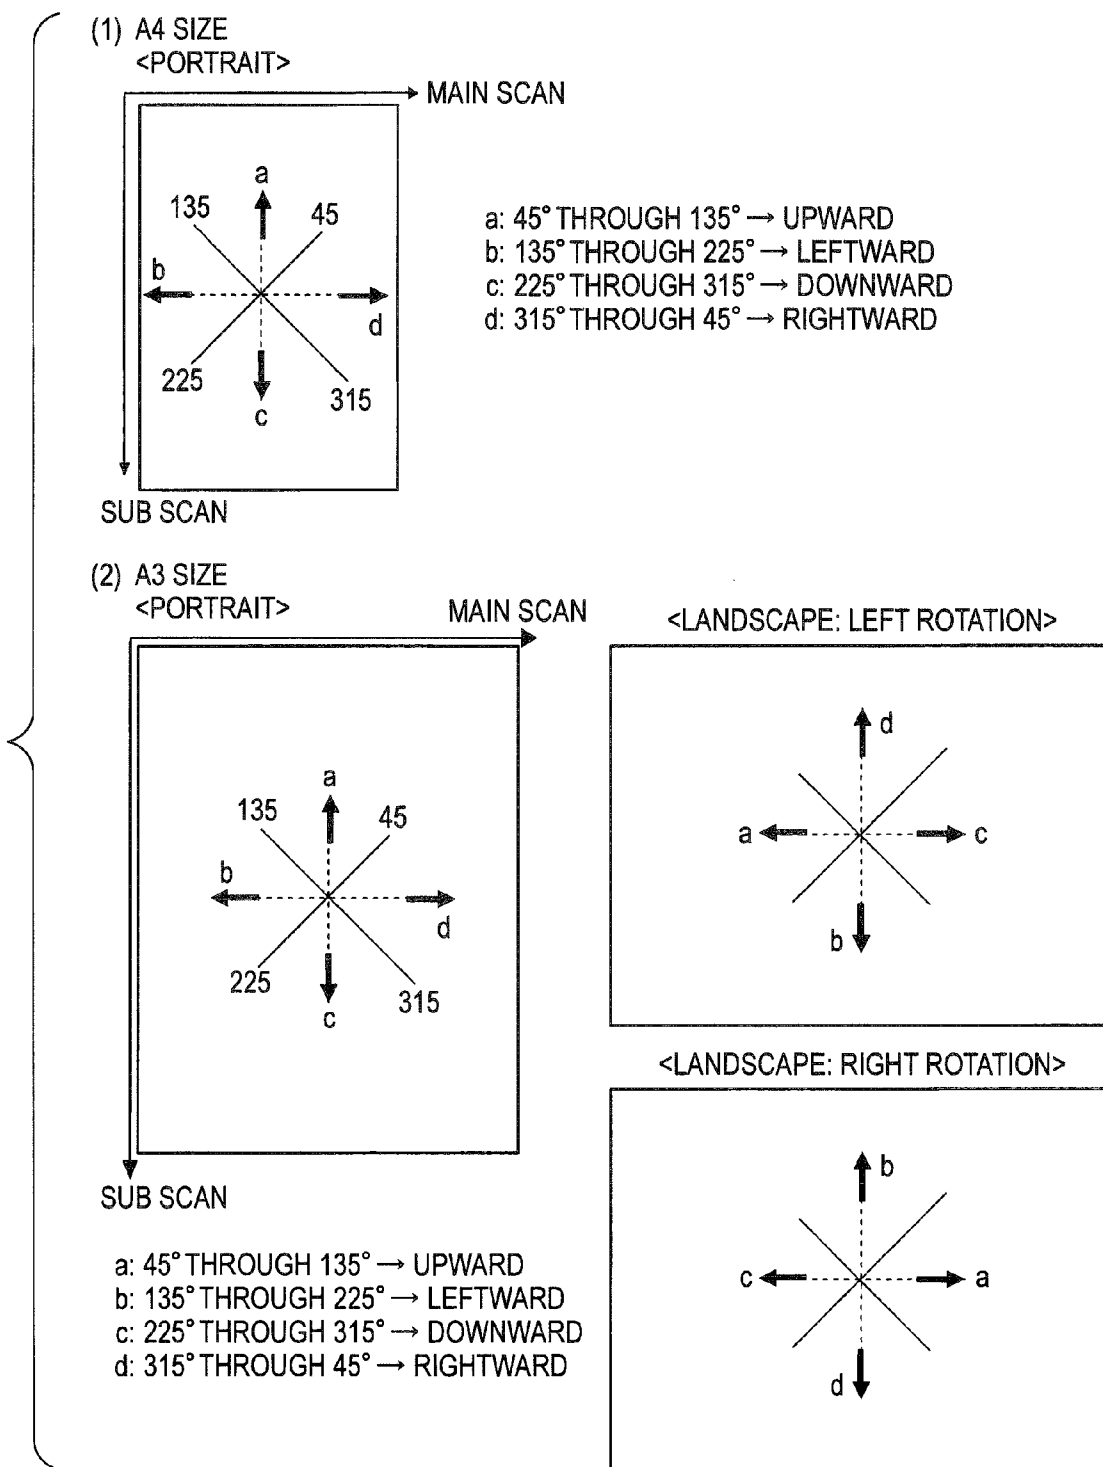 (1) A4 SIZE
<PORTRAIT>
MAIN SCAN
a
135
45
b
d
225
315
c
SUB SCAN
a: 45° THROUGH 135° → UPWARD
b: 135° THROUGH 225° → LEFTWARD
c: 225° THROUGH 315° → DOWNWARD
d: 315° THROUGH 45° → RIGHTWARD
(2) A3 SIZE
<PORTRAIT>
MAIN SCAN
a
135
45
b
d
225
315
c
SUB SCAN
a: 45° THROUGH 135° → UPWARD
b: 135° THROUGH 225° → LEFTWARD
c: 225° THROUGH 315° → DOWNWARD
d: 315° THROUGH 45° → RIGHTWARD
<LANDSCAPE: LEFT ROTATION>
d
a
c
b
<LANDSCAPE: RIGHT ROTATION>
b
c
a
d